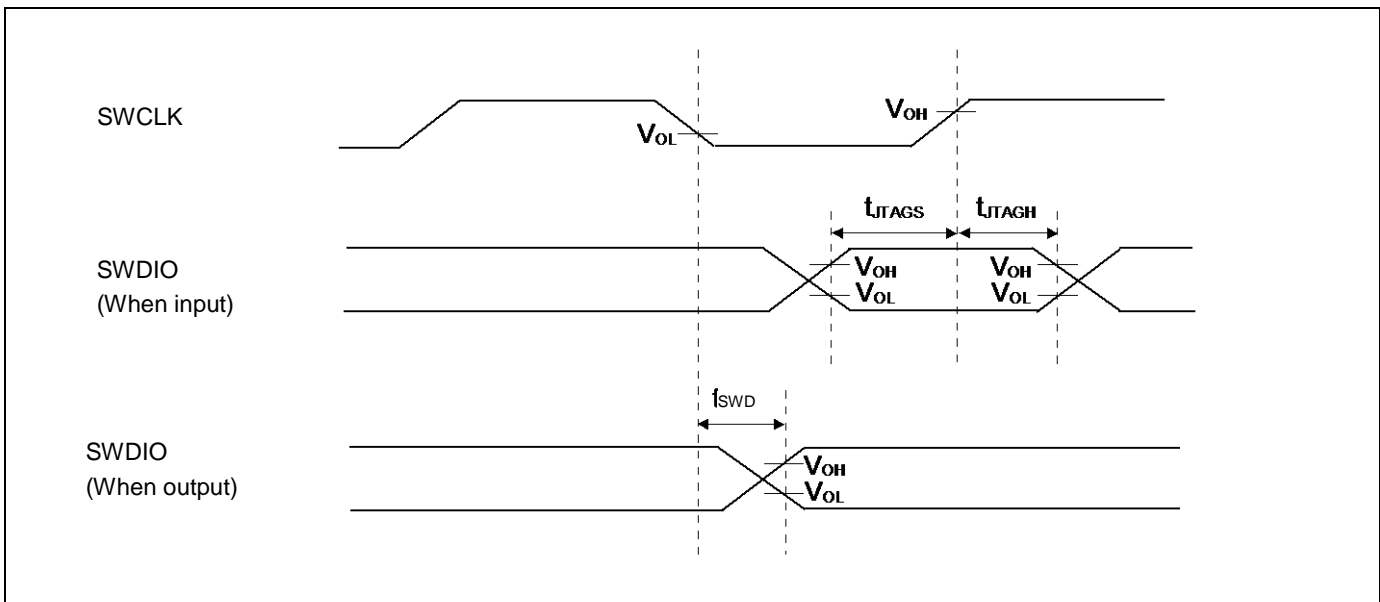 SWCLK
VOL
VOH
tJTAGS
tJTAGH
SWDIO
(When input)
VOH
VOL
VOH
VOL
tSWD
SWDIO
(When output)
VOH
VOL